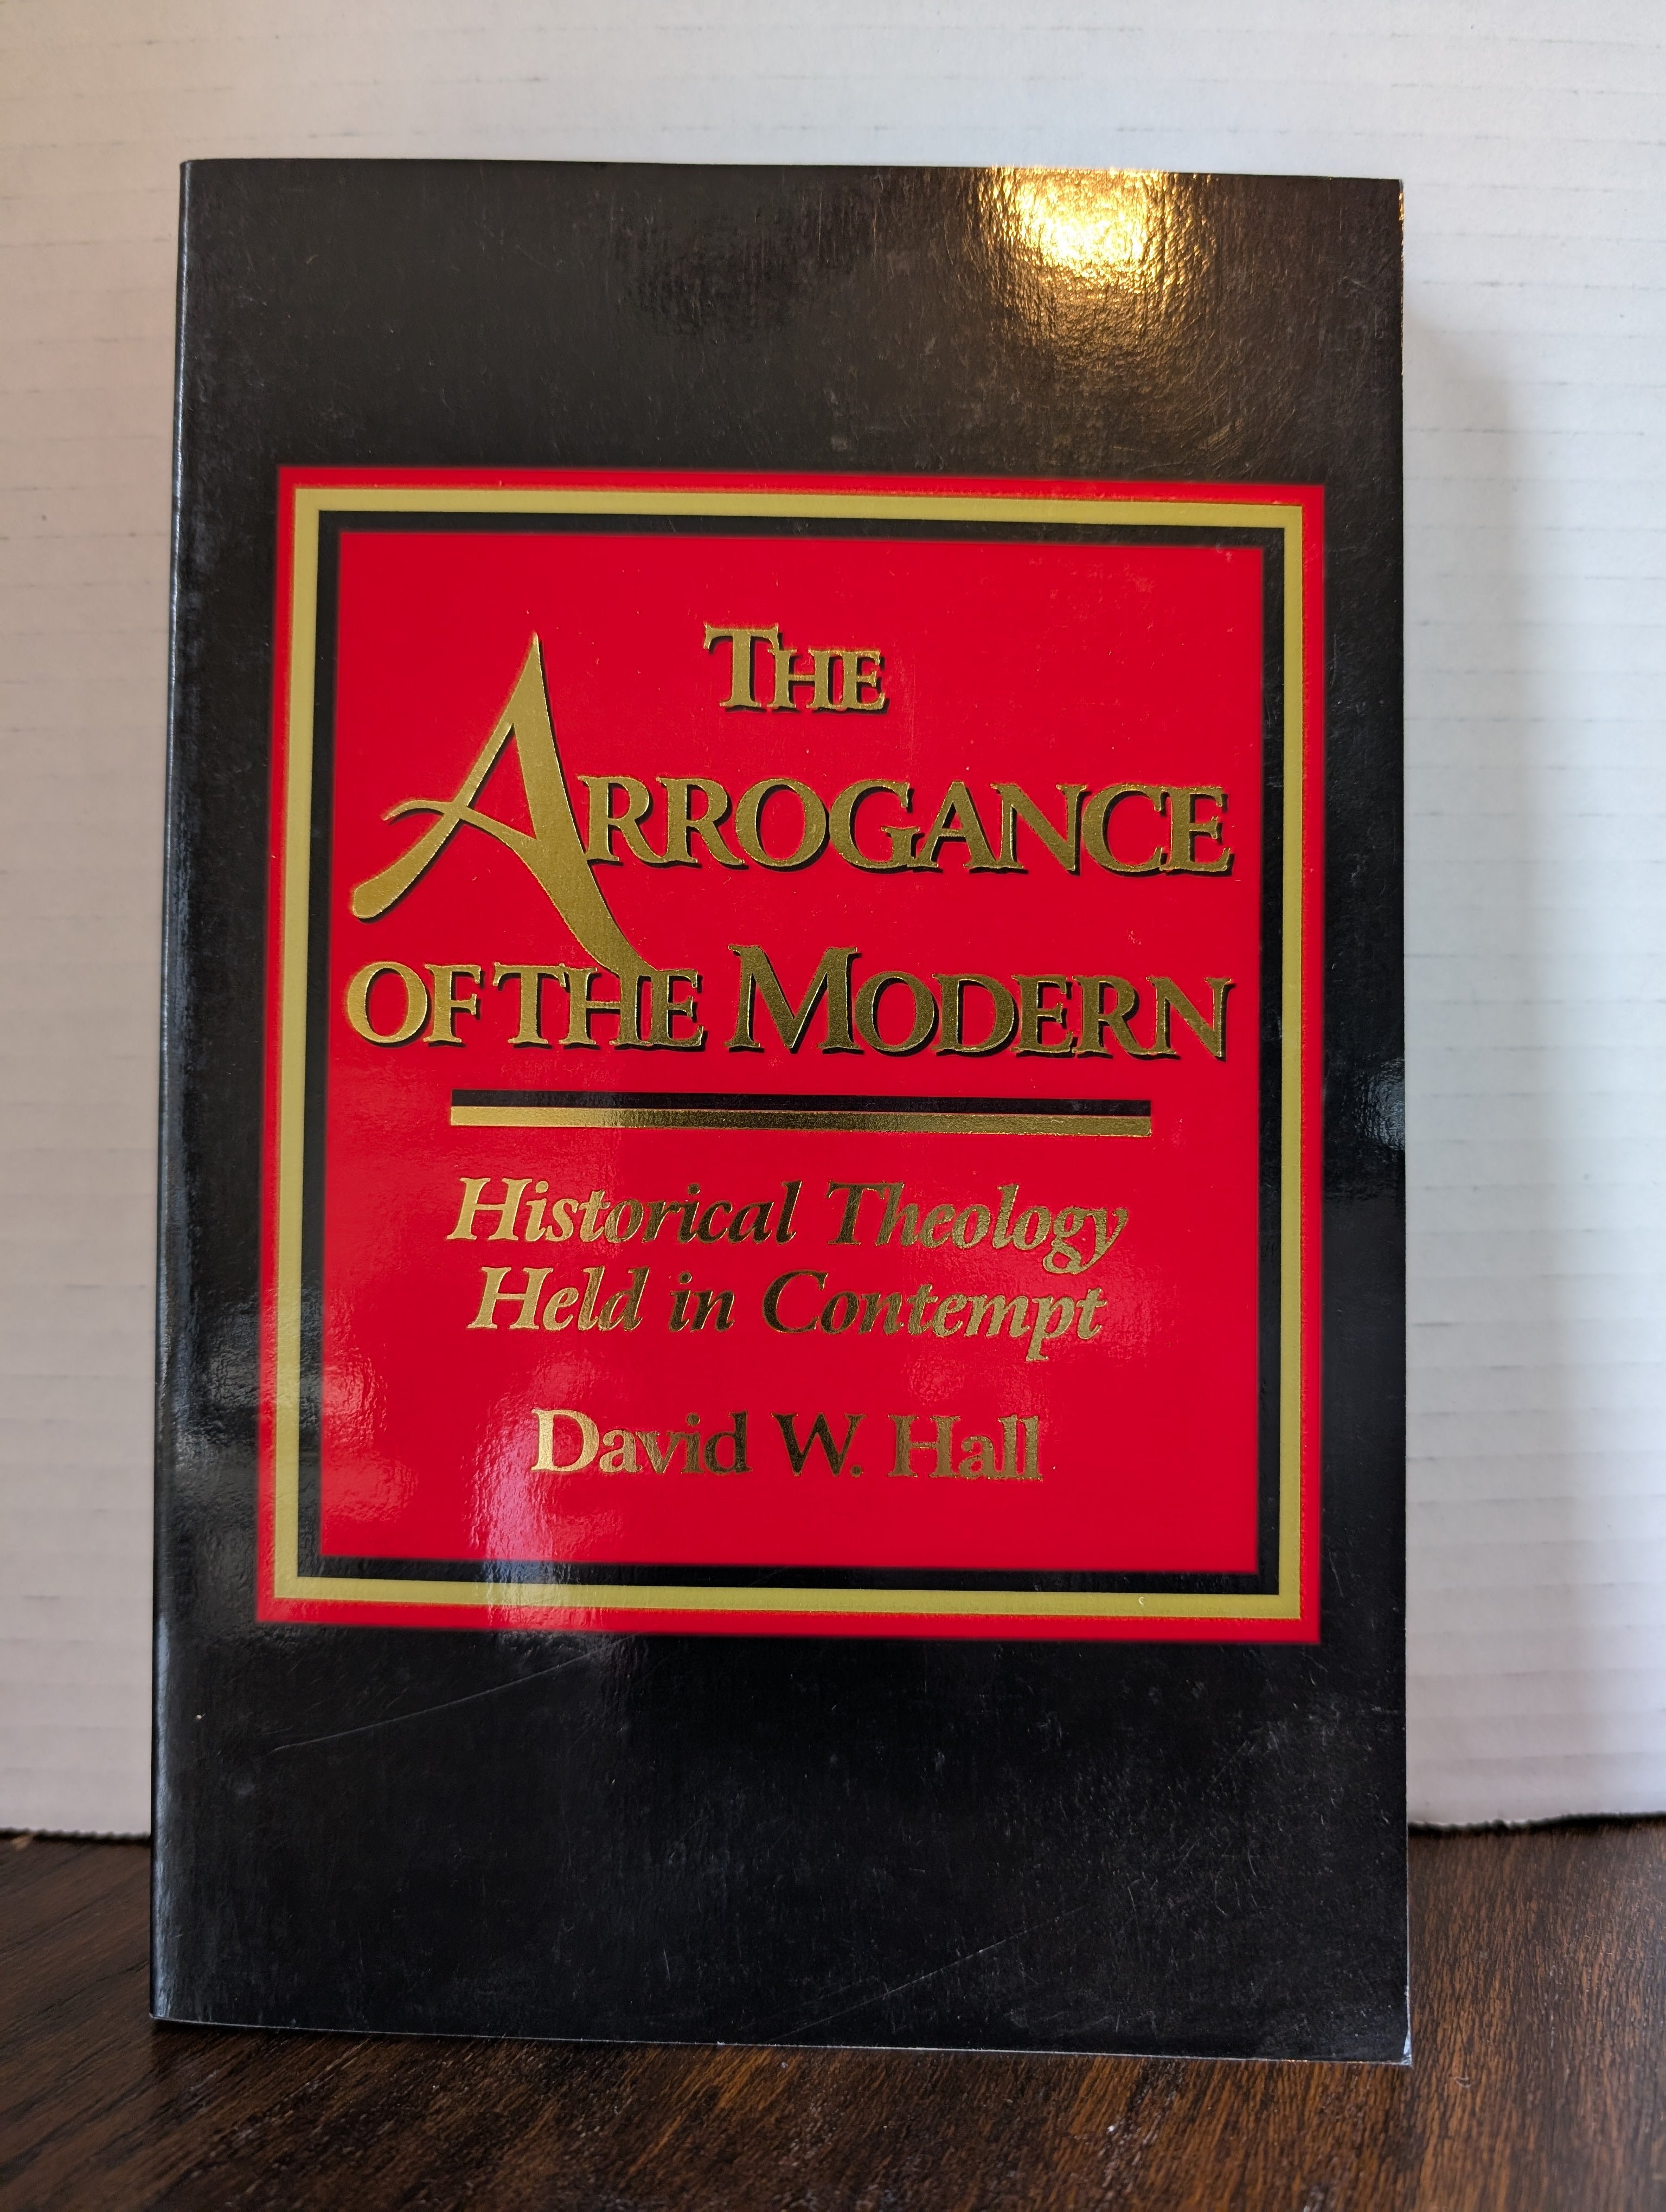 The
Arrogance
of the Modern
Historical Theology
Held in Contempt
David W. Hall